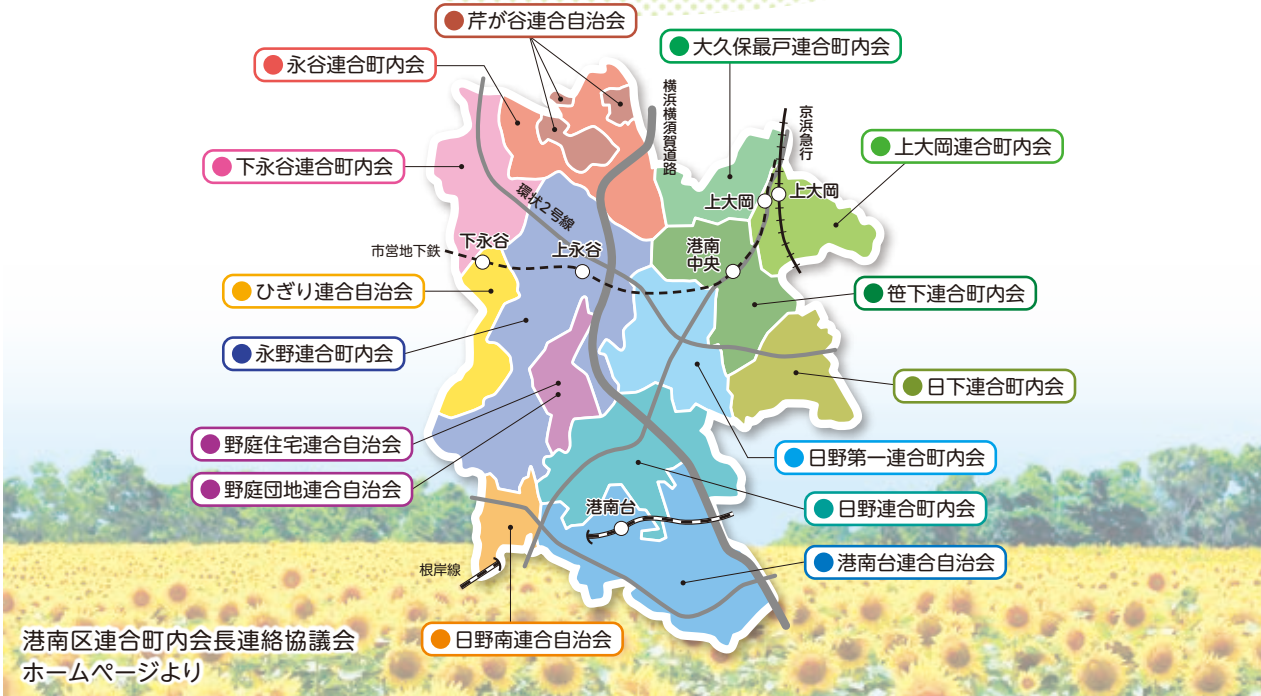 芹が谷連合自治会
大久保最戸連合町内会
永谷連合町内会
横浜横須賀道路
京浜急行
上大岡連合町内会
下永谷連合町内会
環状2号線
上大岡
上大岡
市営地下鉄
下永谷
上永谷
港南
中央
ひぎり連合自治会
笹下連合町内会
永野連合町内会
日下連合町内会
野庭住宅連合自治会
日野第一連合町内会
野庭団地連合自治会
港南台
日野連合町内会
根岸線
港南台連合自治会
日野南連合自治会
港南区連合町内会長連絡協議会
ホームページより